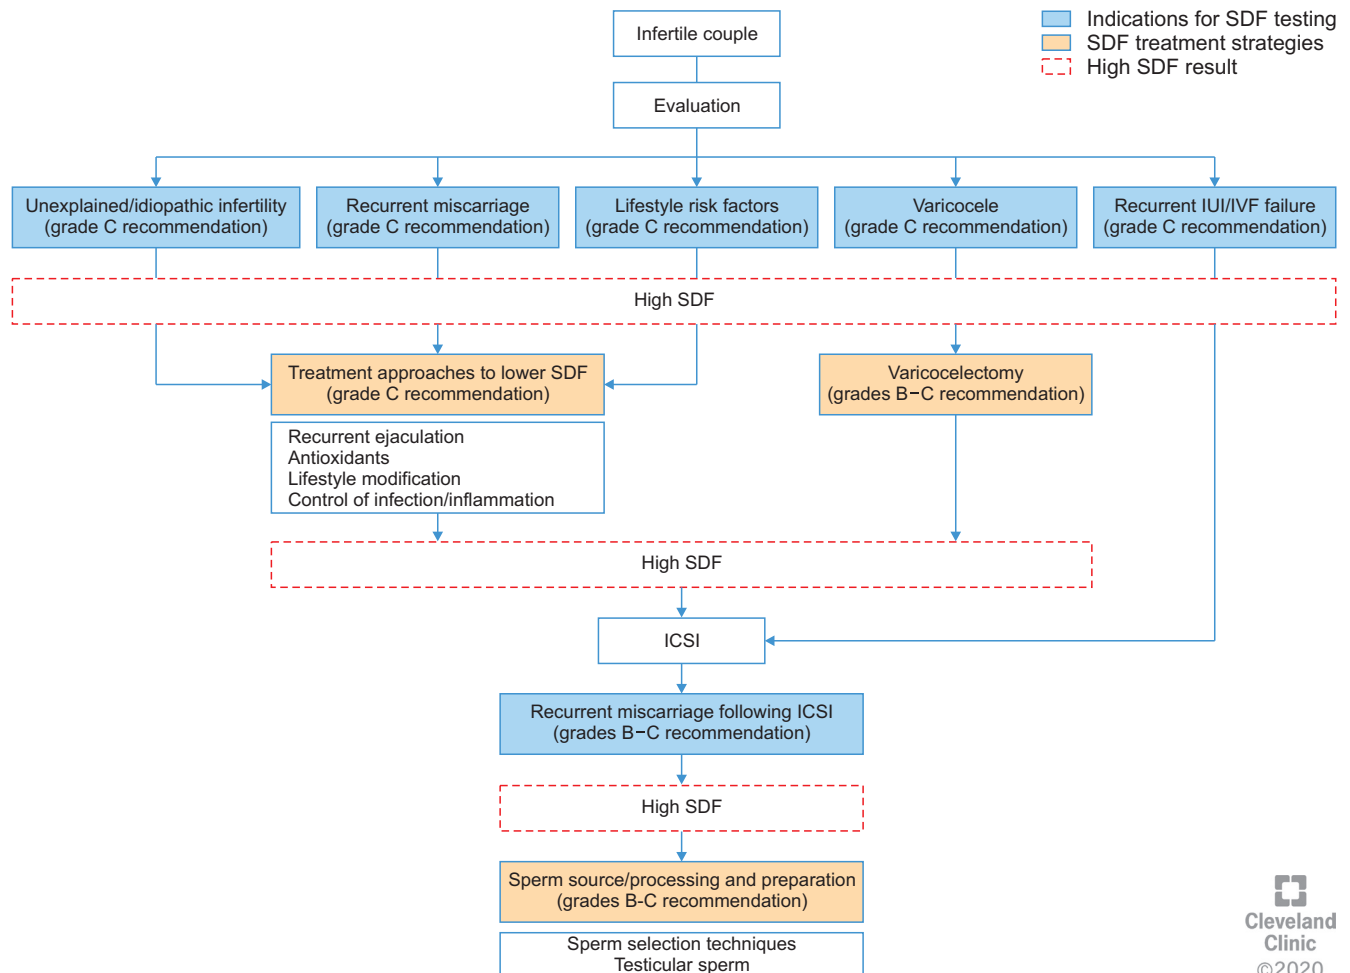 Infertile couple
Indications for SDF testing
SDF treatment strategies
High SDF result
Evaluation
Unexplained/idiopathic infertility
(grade C recommendation)
Recurrent miscarriage
(grade C recommendation)
Lifestyle risk factors
(grade C recommendation)
Varicocele
(grade C recommendation)
Recurrent IUI/IVF failure
(grade C recommendation)
High SDF
Treatment approaches to lower SDF
(grade C recommendation)
Varicocelectomy
(grades B−C recommendation)
Recurrent ejaculation
Antioxidants
Lifestyle modification
Control of infection/inflammation
High SDF
ICSI
Recurrent miscarriage following ICSI
(grades B−C recommendation)
High SDF
Sperm source/processing and preparation
(grades B-C recommendation)
Sperm selection techniques
Testicular sperm
Cleveland
Clinic
©2020